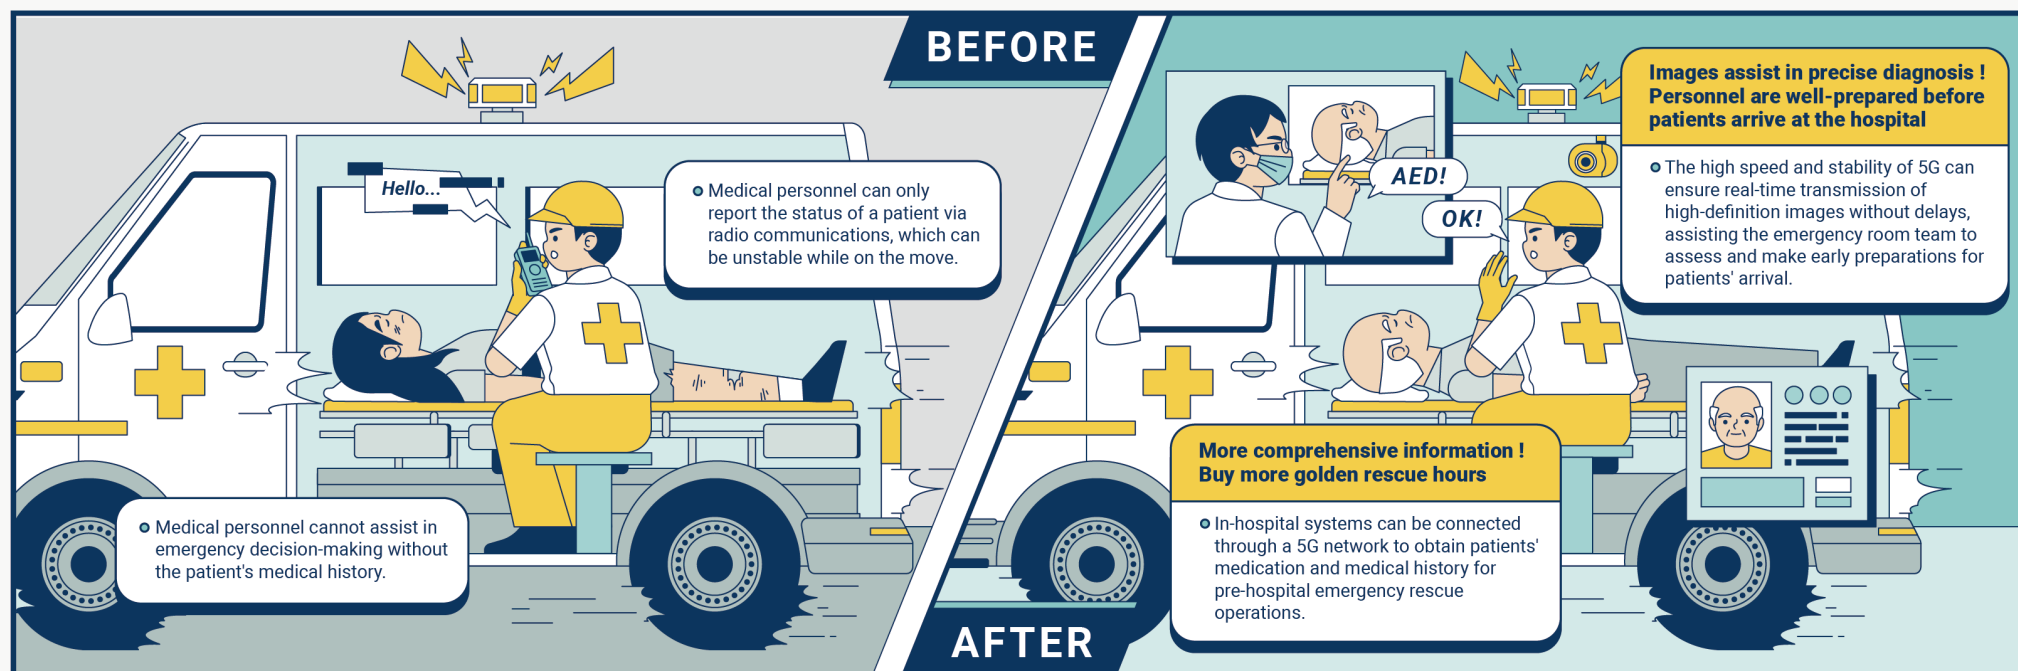 BEFORE
Hello...
Medical personnel can only
report the status of a patient via
radio communications, which can
be unstable while on the move.
Medical personnel cannot assist in
emergency decision-making without
the patient's medical history.
AFTER
AED!
OK!
Images assist in precise diagnosis !
Personnel are well-prepared before
patients arrive at the hospital
The high speed and stability of 5G can
ensure real-time transmission of
high-definition images without delays,
assisting the emergency room team to
assess and make early preparations for
patients' arrival.
More comprehensive information !
Buy more golden rescue hours
In-hospital systems can be connected
through a 5G network to obtain patients'
medication and medical history for
pre-hospital emergency rescue
operations.